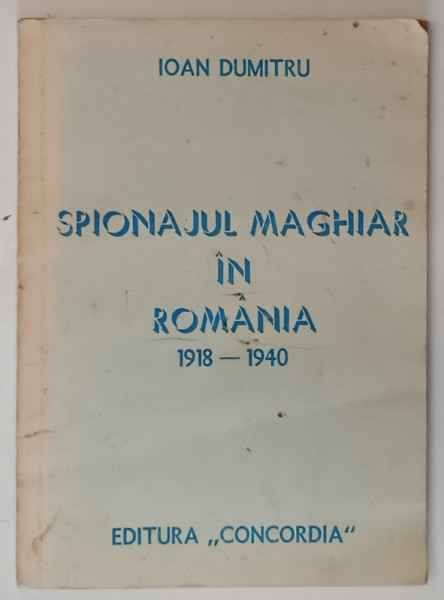 IOAN DUMITRU
SPIONAJUL MAGHIAR
ÎN
ROMÂNIA
1918 — 1940
EDITURA „CONCORDIA“